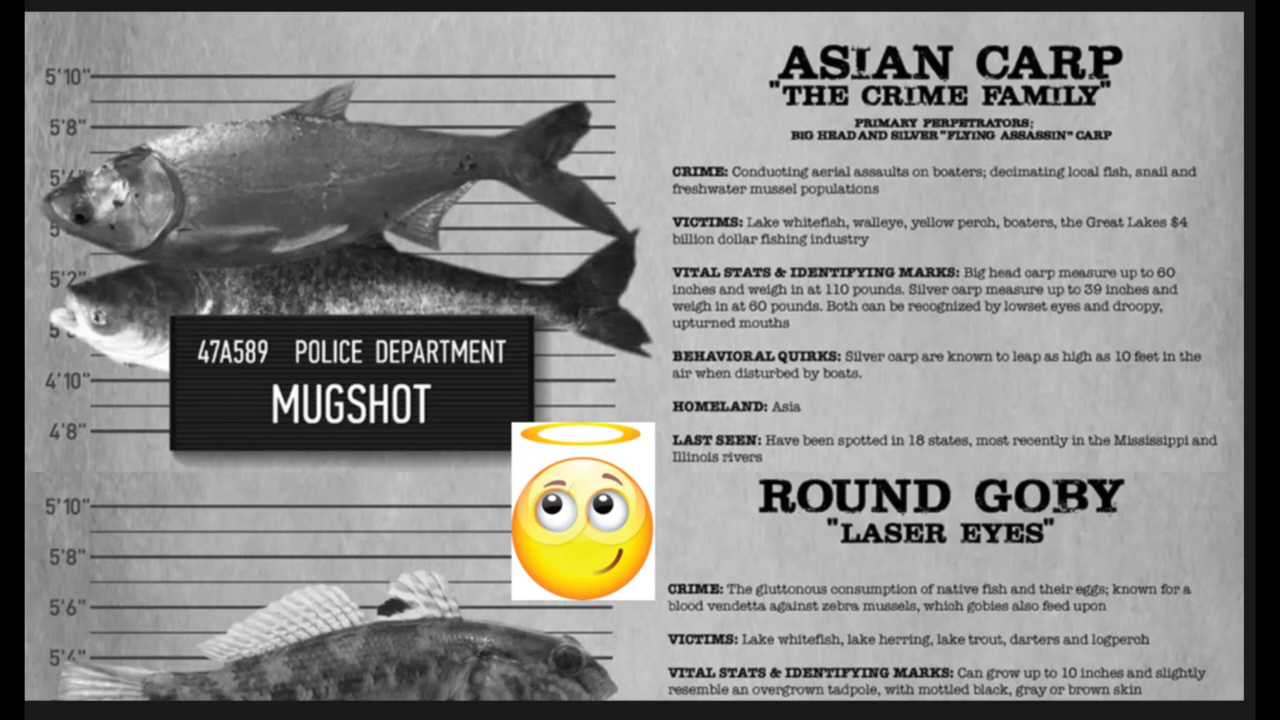 ASIAN CARP
"THE CRIME FAMILY"
PRIMARY PERPETRATORS:
BIG HEAD AND SILVER "FLYING ASSASSIN" CARP
CRIME: Conducting aerial assaults on boaters; decimating local fish, snail and
freshwater mussel populations
VICTIMS: Lake whitefish, walleye, yellow perch, boaters, the Great Lakes $4
billion dollar fishing industry
VITAL STATS & IDENTIFYING MARKS: Big head carp measure up to 60
inches and weigh in at 110 pounds. Silver carp measure up to 39 inches and
weigh in at 60 pounds. Both can be recognized by lowset eyes and droopy,
upturned mouths
BEHAVIORAL QUIRKS: Silver carp are known to leap as high as 10 feet in the
air when disturbed by boats.
HOMELAND: Asia
LAST SEEN: Have been spotted in 18 states, most recently in the Mississippi and
Illinois rivers
5'10"
5'8"
5'2"
4'10"
4'8"
47A589 POLICE DEPARTMENT
MUGSHOT
ROUND GOBY
"LASER EYES"
CRIME: The gluttonous consumption of native fish and their eggs; known for a
blood vendetta against zebra mussels, which gobies also feed upon
VICTIMS: Lake whitefish, lake herring, lake trout, darters and logperch
VITAL STATS & IDENTIFYING MARKS: Can grow up to 10 inches and slightly
resemble an overgrown tadpole, with mottled black, gray or brown skin
5'10"
5'8"
5'6"
5'4"